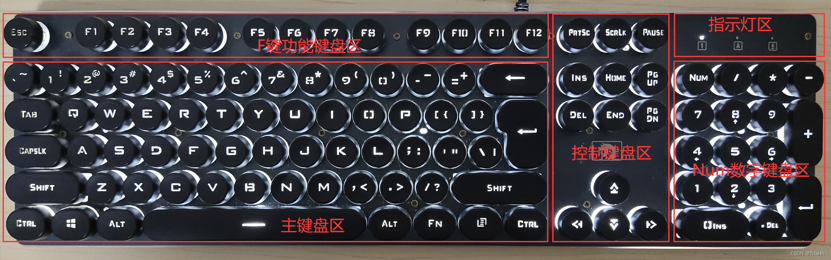 Esc F1 F2 F3 F4 F5 F6 F7 F8 F9 F10 F11 F12 PRTSC SCRLK PAUSE 指示灯区
F键功能键盘区
1 A
~ ! 1 @ 2 # 3 $ 4 % 5 ^ 6 & 7 * 8 ( 9 ) 0 - - + = ← INS HOME PG UP NUM / * -
TAB Q W E R T Y U I O P { [ } ] DEL END PG DN 7 8 9 +
CAPSLK A S D F G H J K L : ; " ' | \ ← 控制键盘区 4 5 6
Num数字键盘区
SHIFT Z X C V B N M < , > . ? / SHIFT 1 2 3
主键盘区
CTRL ALT ALT FN CTRL 0 INS . DEL